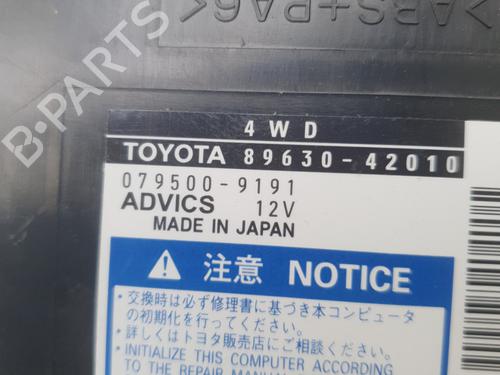 >ABS+PA6<
B-PARTS
4WD
TOYOTA 89630-42010
079500-9191
ADVICS 12V
MADE IN JAPAN
注意 NOTICE
・交換時は必ず修理書に基づき本コンピュータ
の初期化を行ってください。
・詳しくはトヨタ販売店にご相談ください。
・INITIALIZE THIS COMPUTER ACCORDING
TO THE REPAIR MANUAL